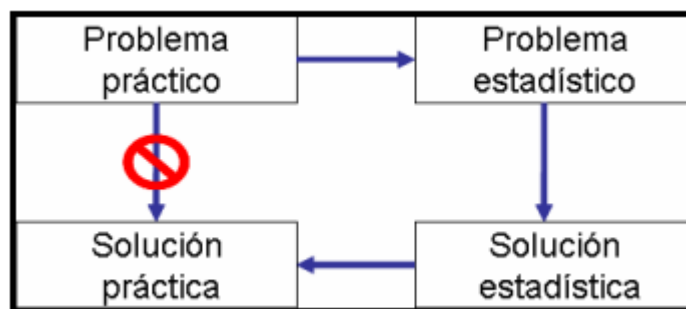 Problema
práctico
Problema
estadístico
Solución
práctica
Solución
estadística